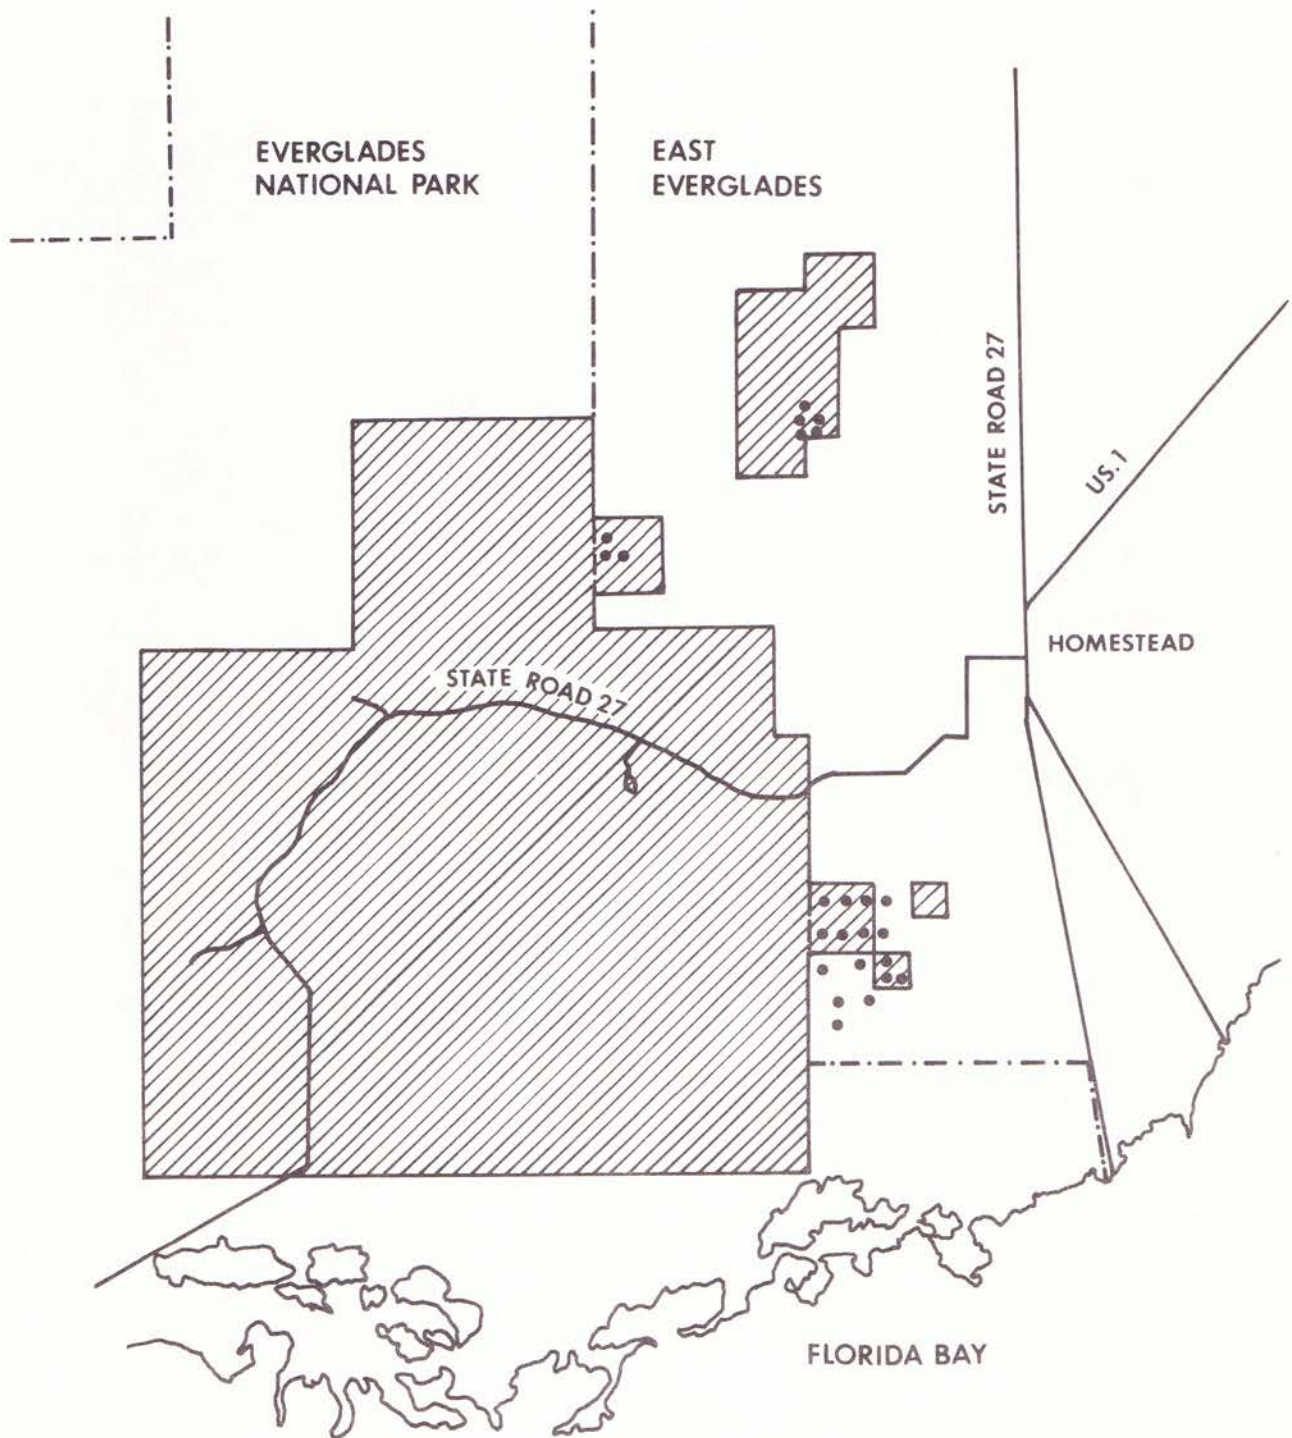 EVERGLADES
NATIONAL PARK
EAST
EVERGLADES
STATE ROAD 27
US.1
HOMESTEAD
STATE ROAD 27
FLORIDA BAY